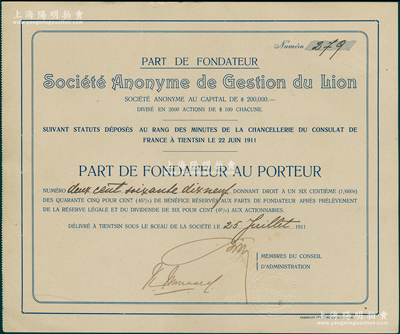 上海陽明拍賣
PART DE FONDATEUR
Numéro 279
Société Anonyme de Gestion du Lion
SOCIÉTÉ ANONYME AU CAPITAL DE $ 200,000.—
DIVISÉ EN 2000 ACTIONS DE $ 100 CHACUNE.
SUIVANT STATUTS DÉPOSÉS AU RANG DES MINUTES DE LA CHANCELLERIE DU CONSULAT DE
FRANCE À TIENTSIN LE 22 JUIN 1911
PART DE FONDATEUR AU PORTEUR
NUMÉRO deux cent soixante dix neuf DONNANT DROIT À UN SIX CENTIÈME (1/600e)
DES QUARANTE CINQ POUR CENT (45%) DE BÉNÉFICE RÉSERVÉS AUX PARTS DE FONDATEUR APRÈS PRÉLÈVEMENT
DE LA RÉSERVE LÉGALE ET DU DIVIDENDE DE SIX POUR CENT (6%) AUX ACTIONNAIRES.
DÉLIVRÉ À TIENTSIN SOUS LE SCEAU DE LA SOCIÉTÉ LE 25 Juillet 1911
MEMBRES DU CONSEIL
D'ADMINISTRATION